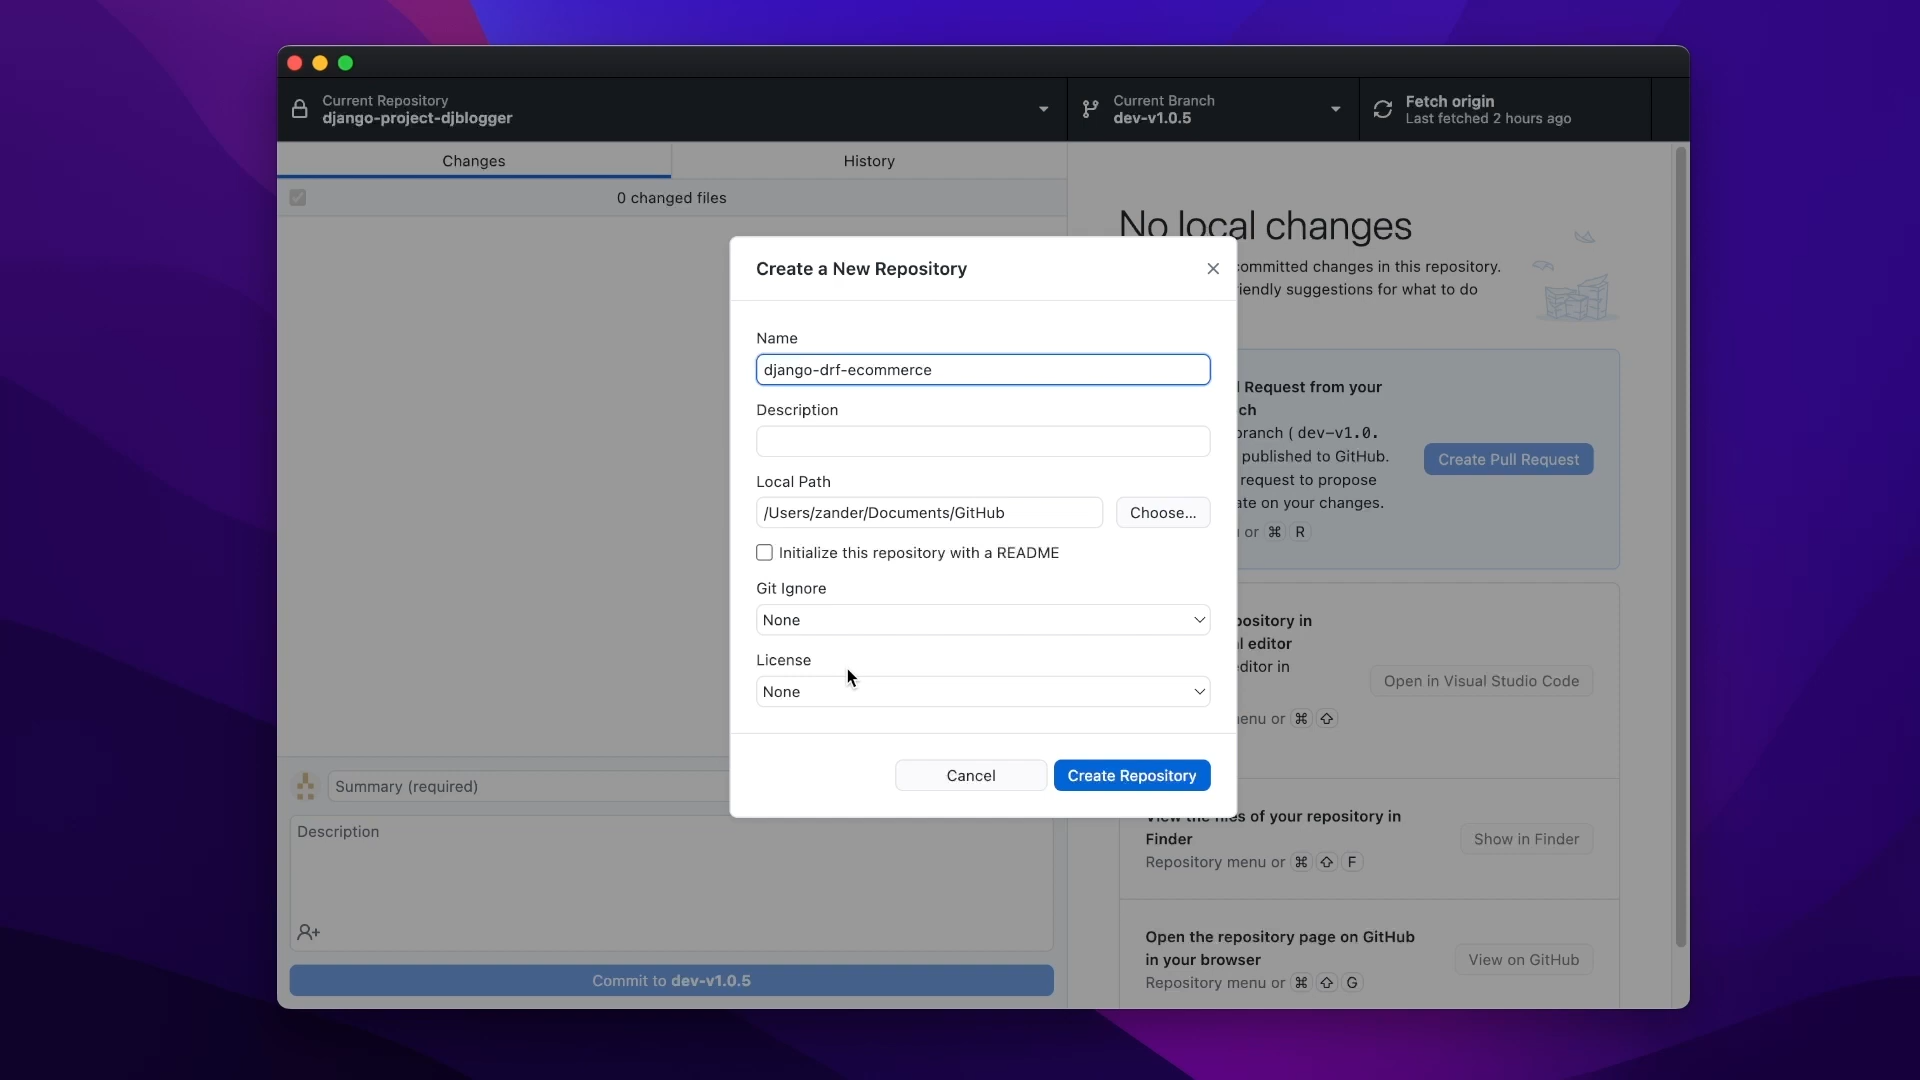 Current Repository
django-project-djblogger
Current Branch
dev-v1.0.5
Fetch origin
Last fetched 2 hours ago
Changes
History
0 changed files
No local changes
committed changes in this repository.
iendly suggestions for what to do
Create a New Repository
Name
django-drf-ecommerce
Description
Local Path
/Users/zander/Documents/GitHub
Choose...
Initialize this repository with a README
Git Ignore
None
License
None
Cancel
Create Repository
Request from your
ch
branch ( dev-v1.0.
published to GitHub.
request to propose
ate on your changes.
or ⌘ R
Create Pull Request
pository in
l editor
editor in
enu or ⌘ ⇧
Open in Visual Studio Code
View the files of your repository in
Finder
Repository menu or ⌘ ⇧ F
Show in Finder
Open the repository page on GitHub
in your browser
Repository menu or ⌘ ⇧ G
View on GitHub
Summary (required)
Description
Commit to dev-v1.0.5